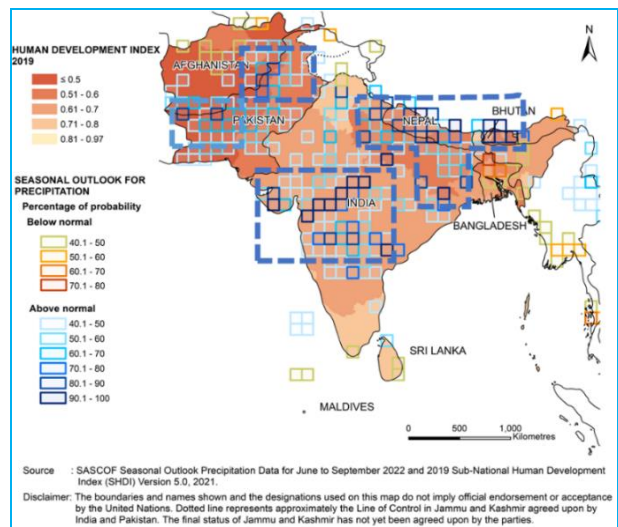 HUMAN DEVELOPMENT INDEX
2019
≤ 0.5
0.51 - 0.6
0.61 - 0.7
0.71 - 0.8
0.81 - 0.97
SEASONAL OUTLOOK FOR
PRECIPITATION
Percentage of probability
Below normal
40.1 - 50
50.1 - 60
60.1 - 70
70.1 - 80
Above normal
40.1 - 50
50.1 - 60
60.1 - 70
70.1 - 80
80.1 - 90
90.1 - 100
N
AFGHANISTAN
PAKISTAN
NEPAL
BHUTAN
INDIA
BANGLADESH
SRI LANKA
MALDIVES
0 500 1,000
Kilometres
Source : SASCOF Seasonal Outlook Precipitation Data for June to September 2022 and 2019 Sub-National Human Development
Index (SHDI) Version 5.0, 2021.
Disclaimer: The boundaries and names shown and the designations used on this map do not imply official endorsement or acceptance
by the United Nations. Dotted line represents approximately the Line of Control in Jammu and Kashmir agreed upon by
India and Pakistan. The final status of Jammu and Kashmir has not yet been agreed upon by the parties.